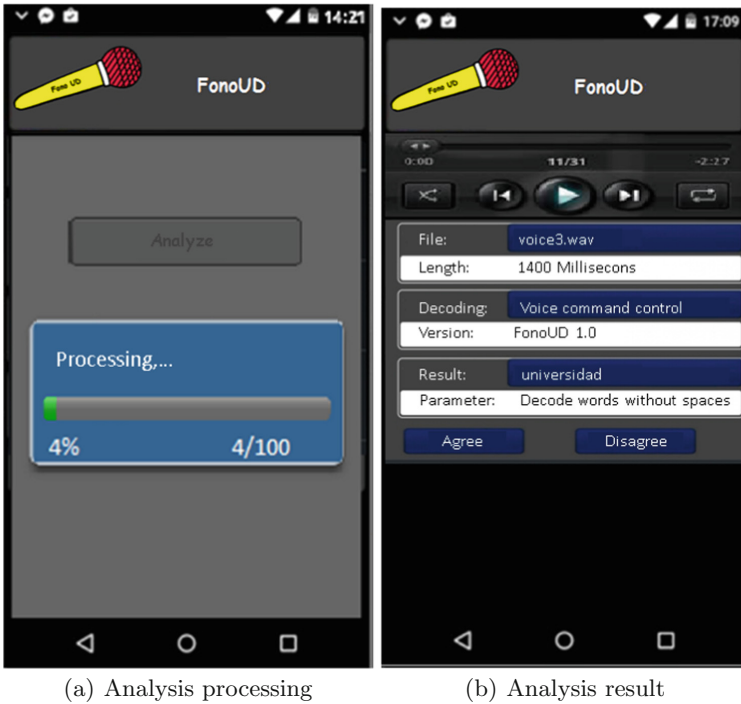 14:21
Fono UD
FonoUD
Analyze
Processing,...
4% 4/100
(a) Analysis processing
17:09
Fono UD
FonoUD
0:00 11/31 -2:27
File: voice3.wav
Length: 1400 Millisecons
Decoding: Voice command control
Version: FonoUD 1.0
Result: universidad
Parameter: Decode words without spaces
Agree Disagree
(b) Analysis result